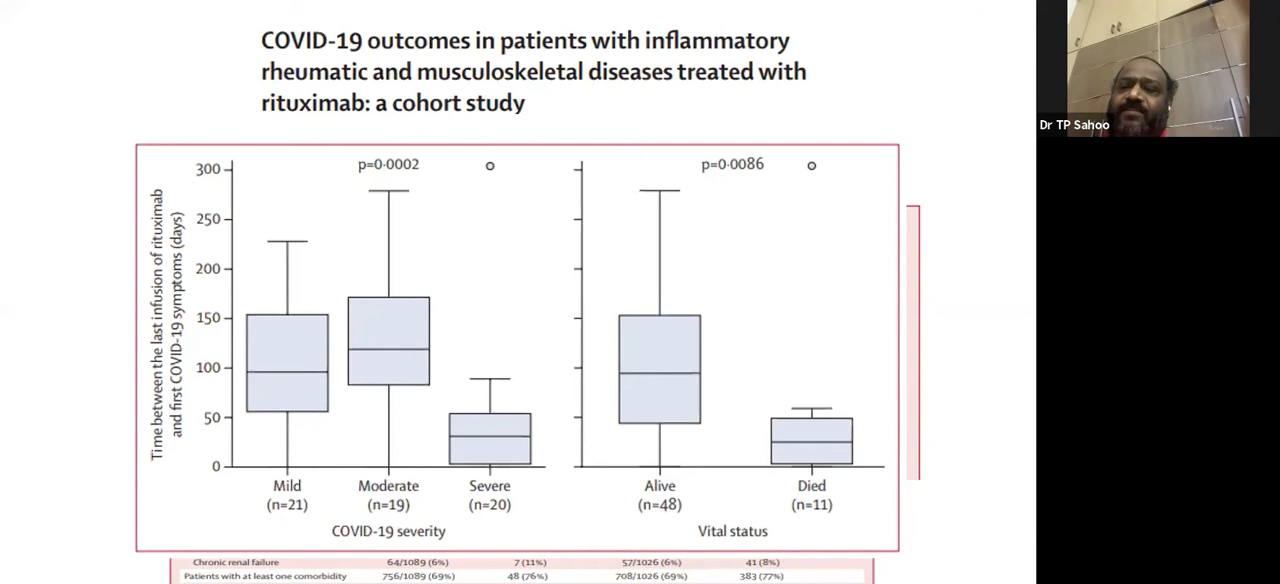 COVID-19 outcomes in patients with inflammatory
rheumatic and musculoskeletal diseases treated with
rituximab: a cohort study
Dr TP Sahoo
Time between the last infusion of rituximab
and first COVID-19 symptoms (days)
300
250
200
150
100
50
0
p=0·0002
p=0·0086
Mild
(n=21)
Moderate
(n=19)
Severe
(n=20)
Alive
(n=48)
Died
(n=11)
COVID-19 severity
Vital status
Chronic renal failure 64/1089 (6%) 7 (11%) 57/1026 (6%) 41 (8%)
Patients with at least one comorbidity 756/1089 (69%) 48 (76%) 708/1026 (69%) 383 (77%)